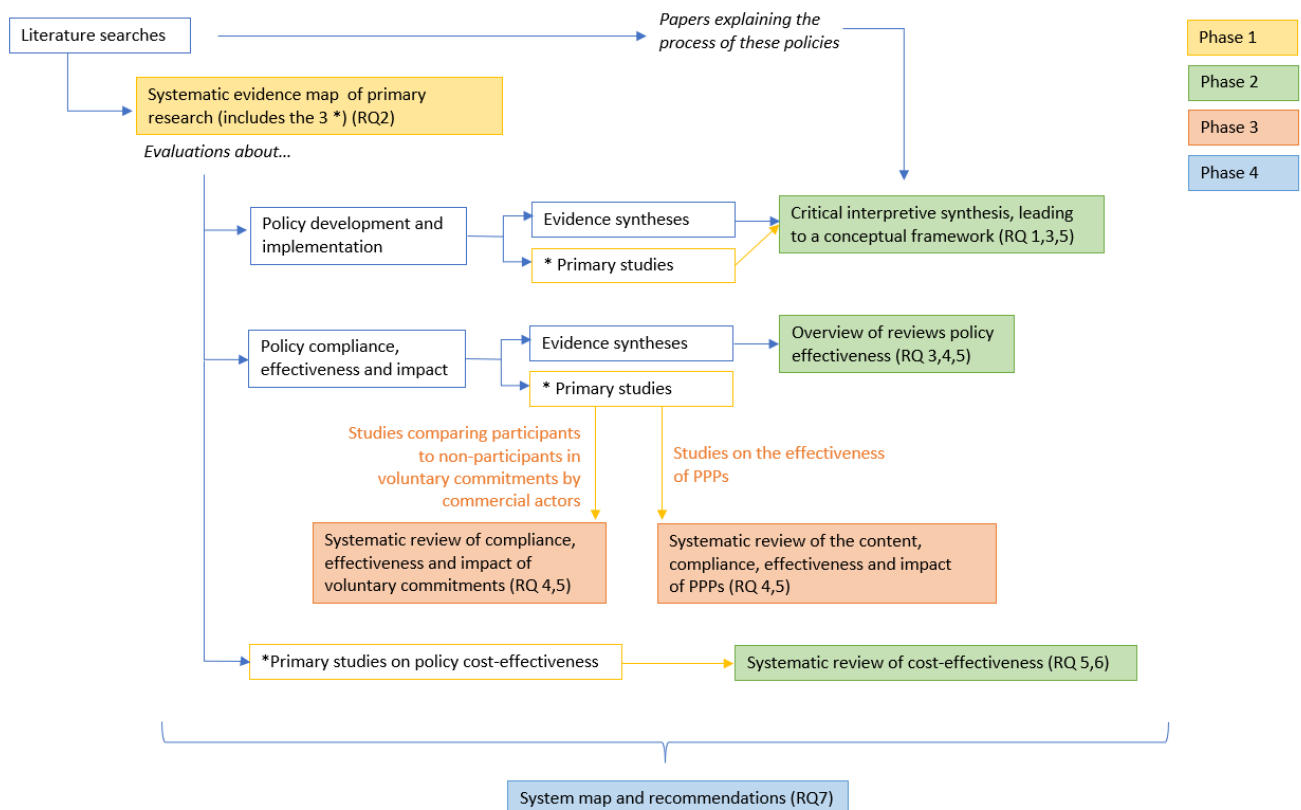 Literature searches
Papers explaining the
process of these policies
Phase 1
Phase 2
Phase 3
Phase 4
Systematic evidence map of primary
research (includes the 3 *) (RQ2)
Evaluations about...
Policy development and
implementation
Evidence syntheses
* Primary studies
Critical interpretive synthesis, leading
to a conceptual framework (RQ 1,3,5)
Policy compliance,
effectiveness and impact
Evidence syntheses
* Primary studies
Overview of reviews policy
effectiveness (RQ 3,4,5)
Studies comparing participants
to non-participants in
voluntary commitments by
commercial actors
Studies on the effectiveness
of PPPs
Systematic review of compliance,
effectiveness and impact of
voluntary commitments (RQ 4,5)
Systematic review of the content,
compliance, effectiveness and impact
of PPPs (RQ 4,5)
*Primary studies on policy cost-effectiveness
Systematic review of cost-effectiveness (RQ 5,6)
System map and recommendations (RQ7)